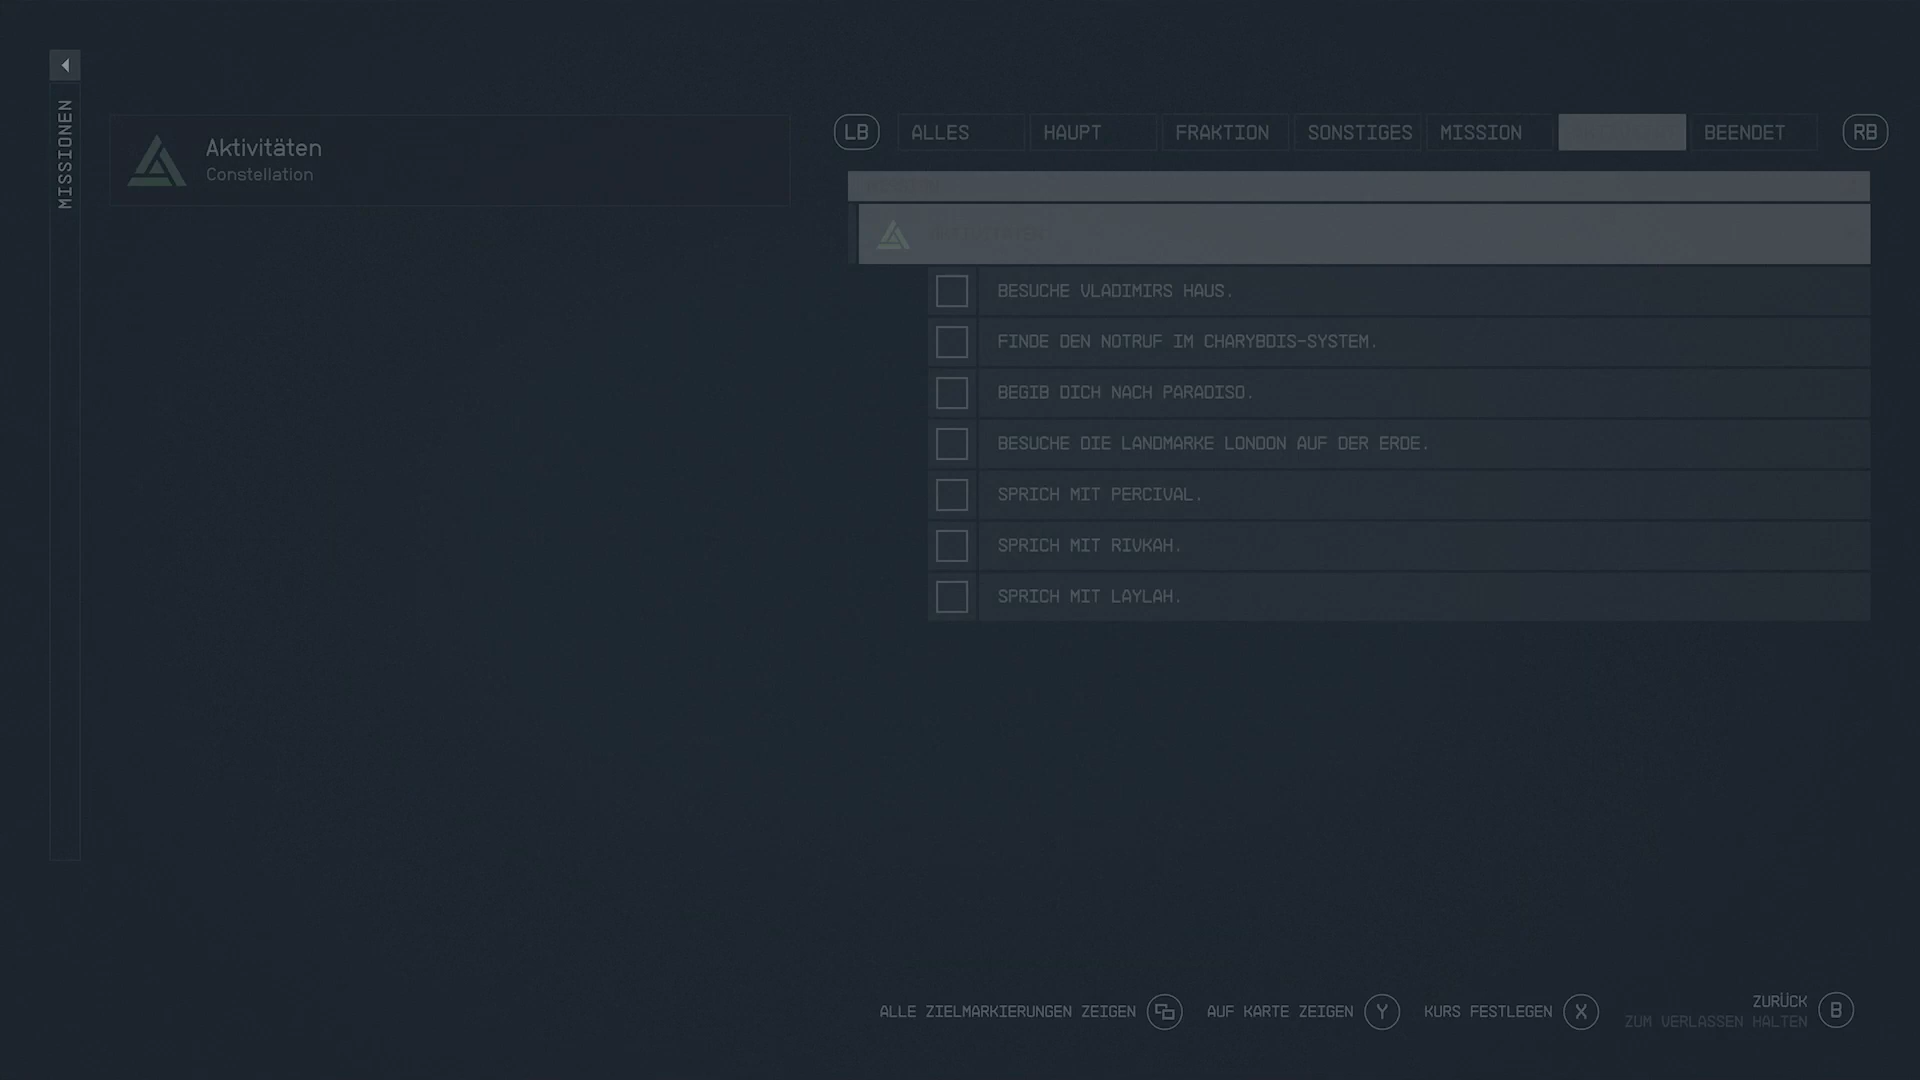 MISSIONEN
Aktivitäten
Constellation
LB
ALLES
HAUPT
FRAKTION
SONSTIGES
MISSION
BEENDET
RB
BESUCHE VLADIMIRS HAUS.
FINDE DEN NOTRUF IM CHARYBDIS-SYSTEM.
BEGIB DICH NACH PARADISO.
BESUCHE DIE LANDMARKE LONDON AUF DER ERDE.
SPRICH MIT PERCIVAL.
SPRICH MIT RIVKAH.
SPRICH MIT LAYLAH.
ALLE ZIELMARKIERUNGEN ZEIGEN
AUF KARTE ZEIGEN Y
KURS FESTLEGEN X
ZURÜCK B
ZUM VERLASSEN HALTEN